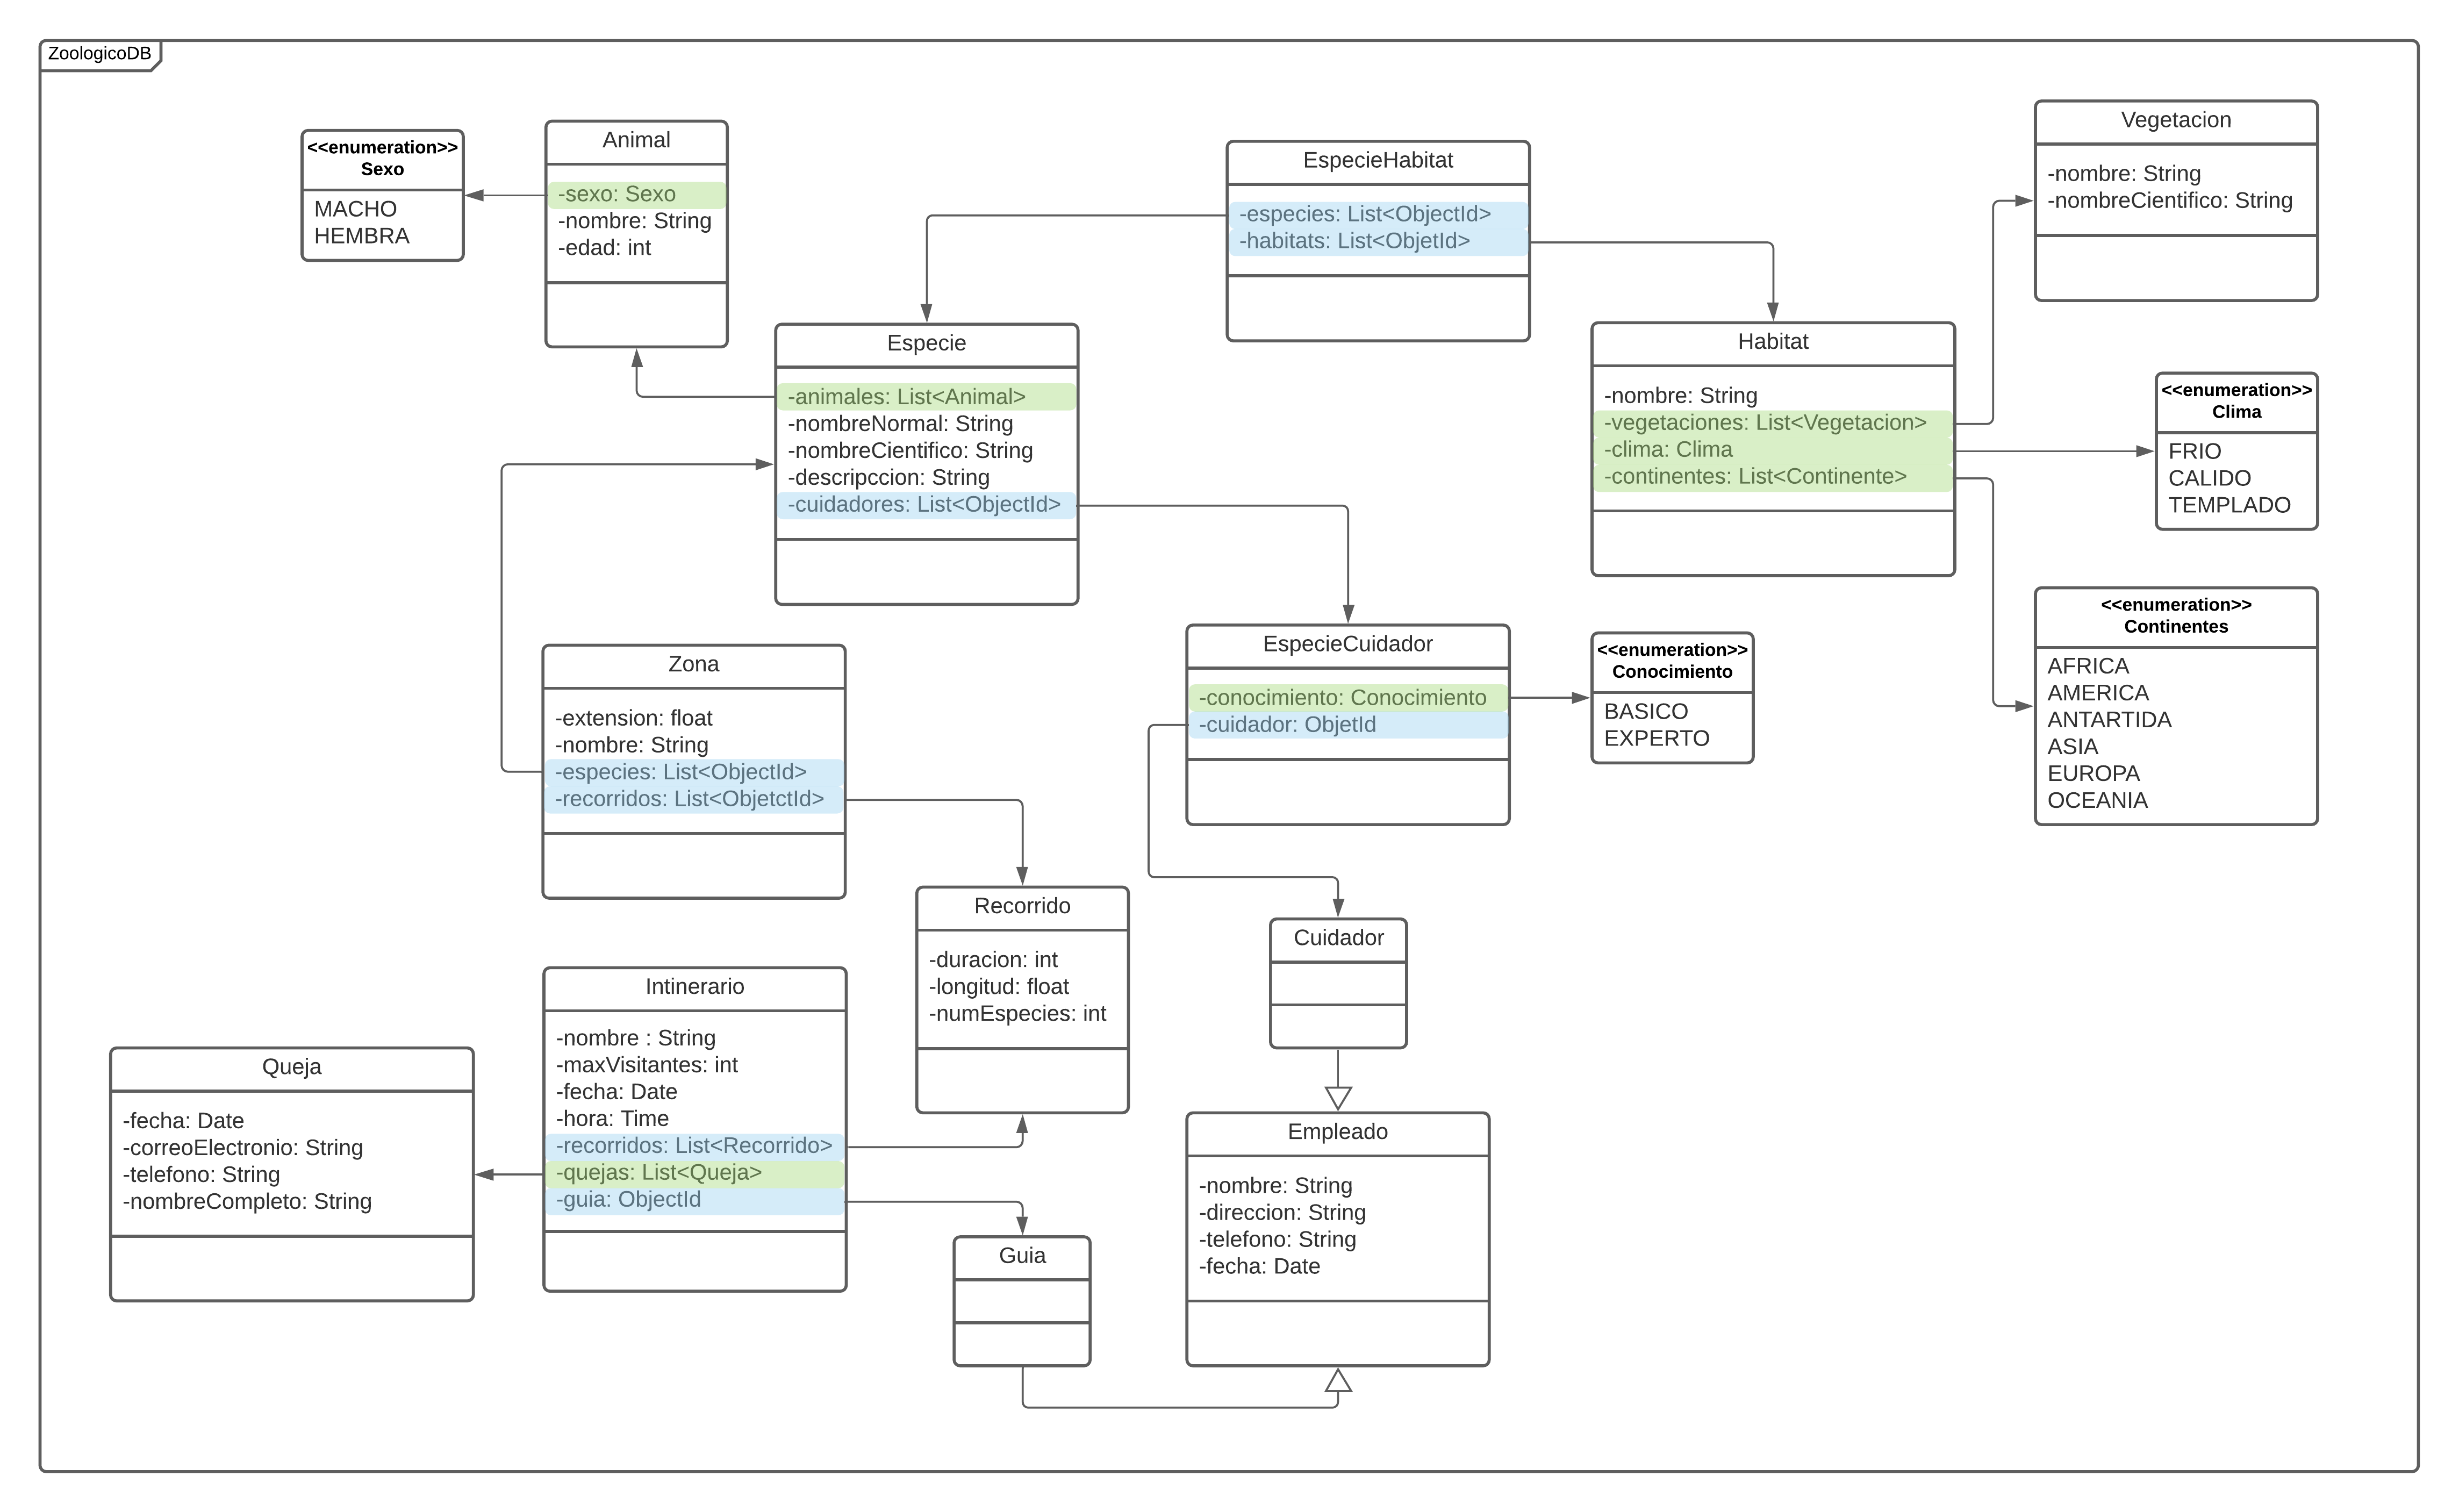 ZoologicoDB
<<enumeration>>
Sexo
MACHO
HEMBRA
Animal
-sexo: Sexo
-nombre: String
-edad: int
EspecieHabitat
-especies: List<ObjectId>
-habitats: List<ObjetId>
Vegetacion
-nombre: String
-nombreCientifico: String
Especie
-animales: List<Animal>
-nombreNormal: String
-nombreCientifico: String
-descripccion: String
-cuidadores: List<ObjectId>
Habitat
-nombre: String
-vegetaciones: List<Vegetacion>
-clima: Clima
-continentes: List<Continente>
<<enumeration>>
Clima
FRIO
CALIDO
TEMPLADO
<<enumeration>>
Continentes
AFRICA
AMERICA
ANTARTIDA
ASIA
EUROPA
OCEANIA
Zona
-extension: float
-nombre: String
-especies: List<ObjectId>
-recorridos: List<ObjetctId>
EspecieCuidador
-conocimiento: Conocimiento
-cuidador: ObjetId
<<enumeration>>
Conocimiento
BASICO
EXPERTO
Recorrido
-duracion: int
-longitud: float
-numEspecies: int
Cuidador
Intinerario
-nombre : String
-maxVisitantes: int
-fecha: Date
-hora: Time
-recorridos: List<Recorrido>
-quejas: List<Queja>
-guia: ObjectId
Queja
-fecha: Date
-correoElectronio: String
-telefono: String
-nombreCompleto: String
Empleado
-nombre: String
-direccion: String
-telefono: String
-fecha: Date
Guia